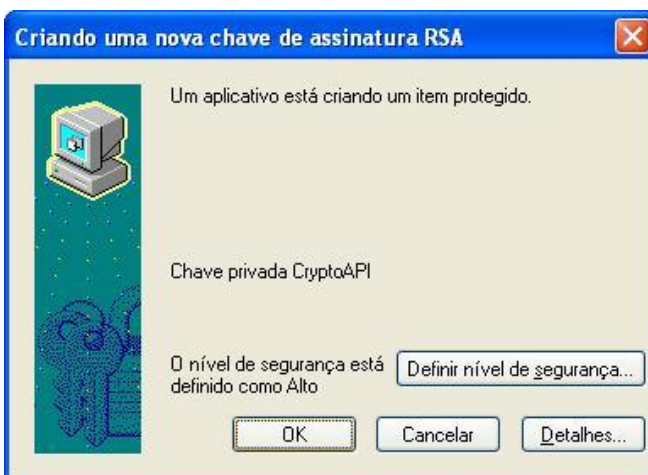 Criando uma nova chave de assinatura RSA
Um aplicativo está criando um item protegido.
Chave privada CryptoAPI
O nível de segurança está
definido como Alto
Definir nível de segurança...
OK
Cancelar
Detalhes...